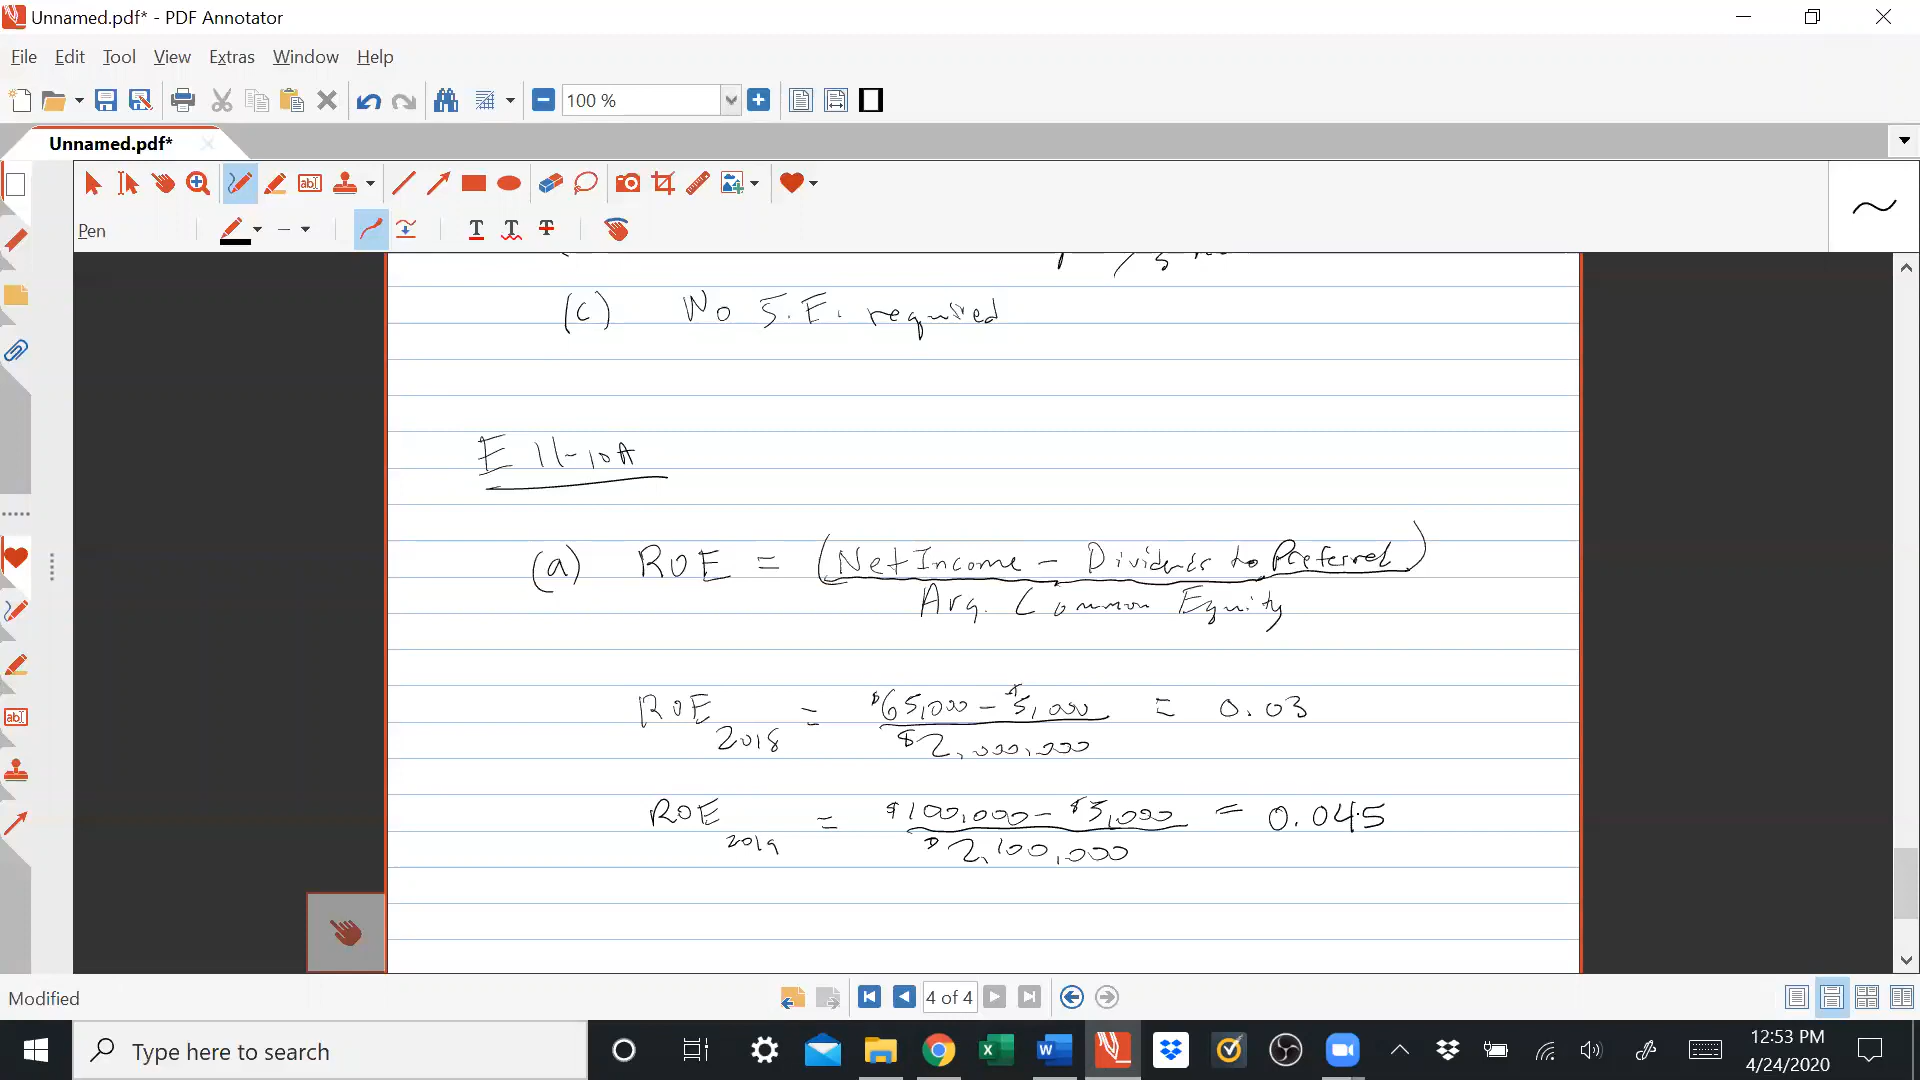 Unnamed.pdf* - PDF Annotator
File Edit Tool View Extras Window Help
100 %
Unnamed.pdf*
Pen
(c) No S.E. required
E 11-10A
(a) ROE = (Net Income - Dividends to Preferred)
Avg. Common Equity
ROE 2018 = $65,000 - $5,000 = 0.03
$2,000,000
ROE 2019 = $100,000 - $5,000 = 0.045
$2,100,000
Modified
4 of 4
Type here to search
12:53 PM
4/24/2020